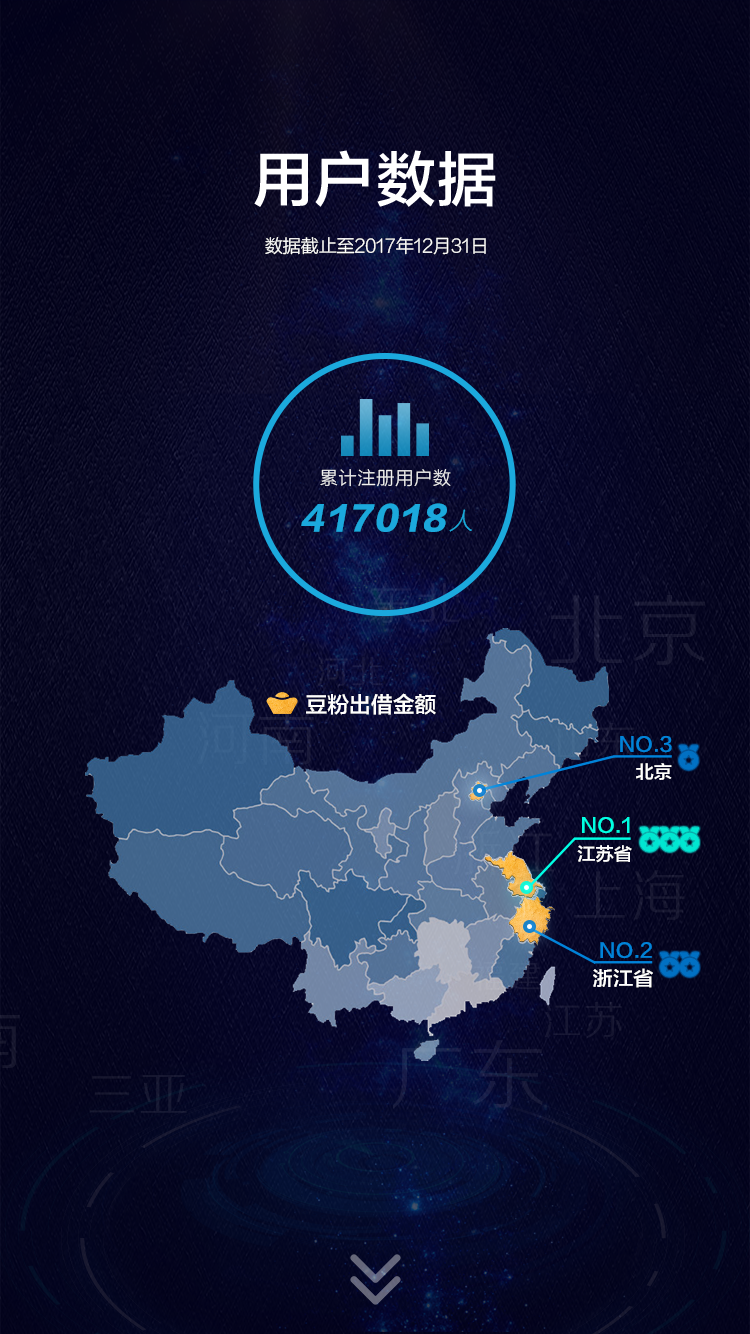 用户数据
数据截止至2017年12月31日
累计注册用户数
417018人
北京
河北
豆粉出借金额
河南
NO.3
北京
NO.1
江苏省
上海
NO.2
浙江省
江苏
广东
三亚